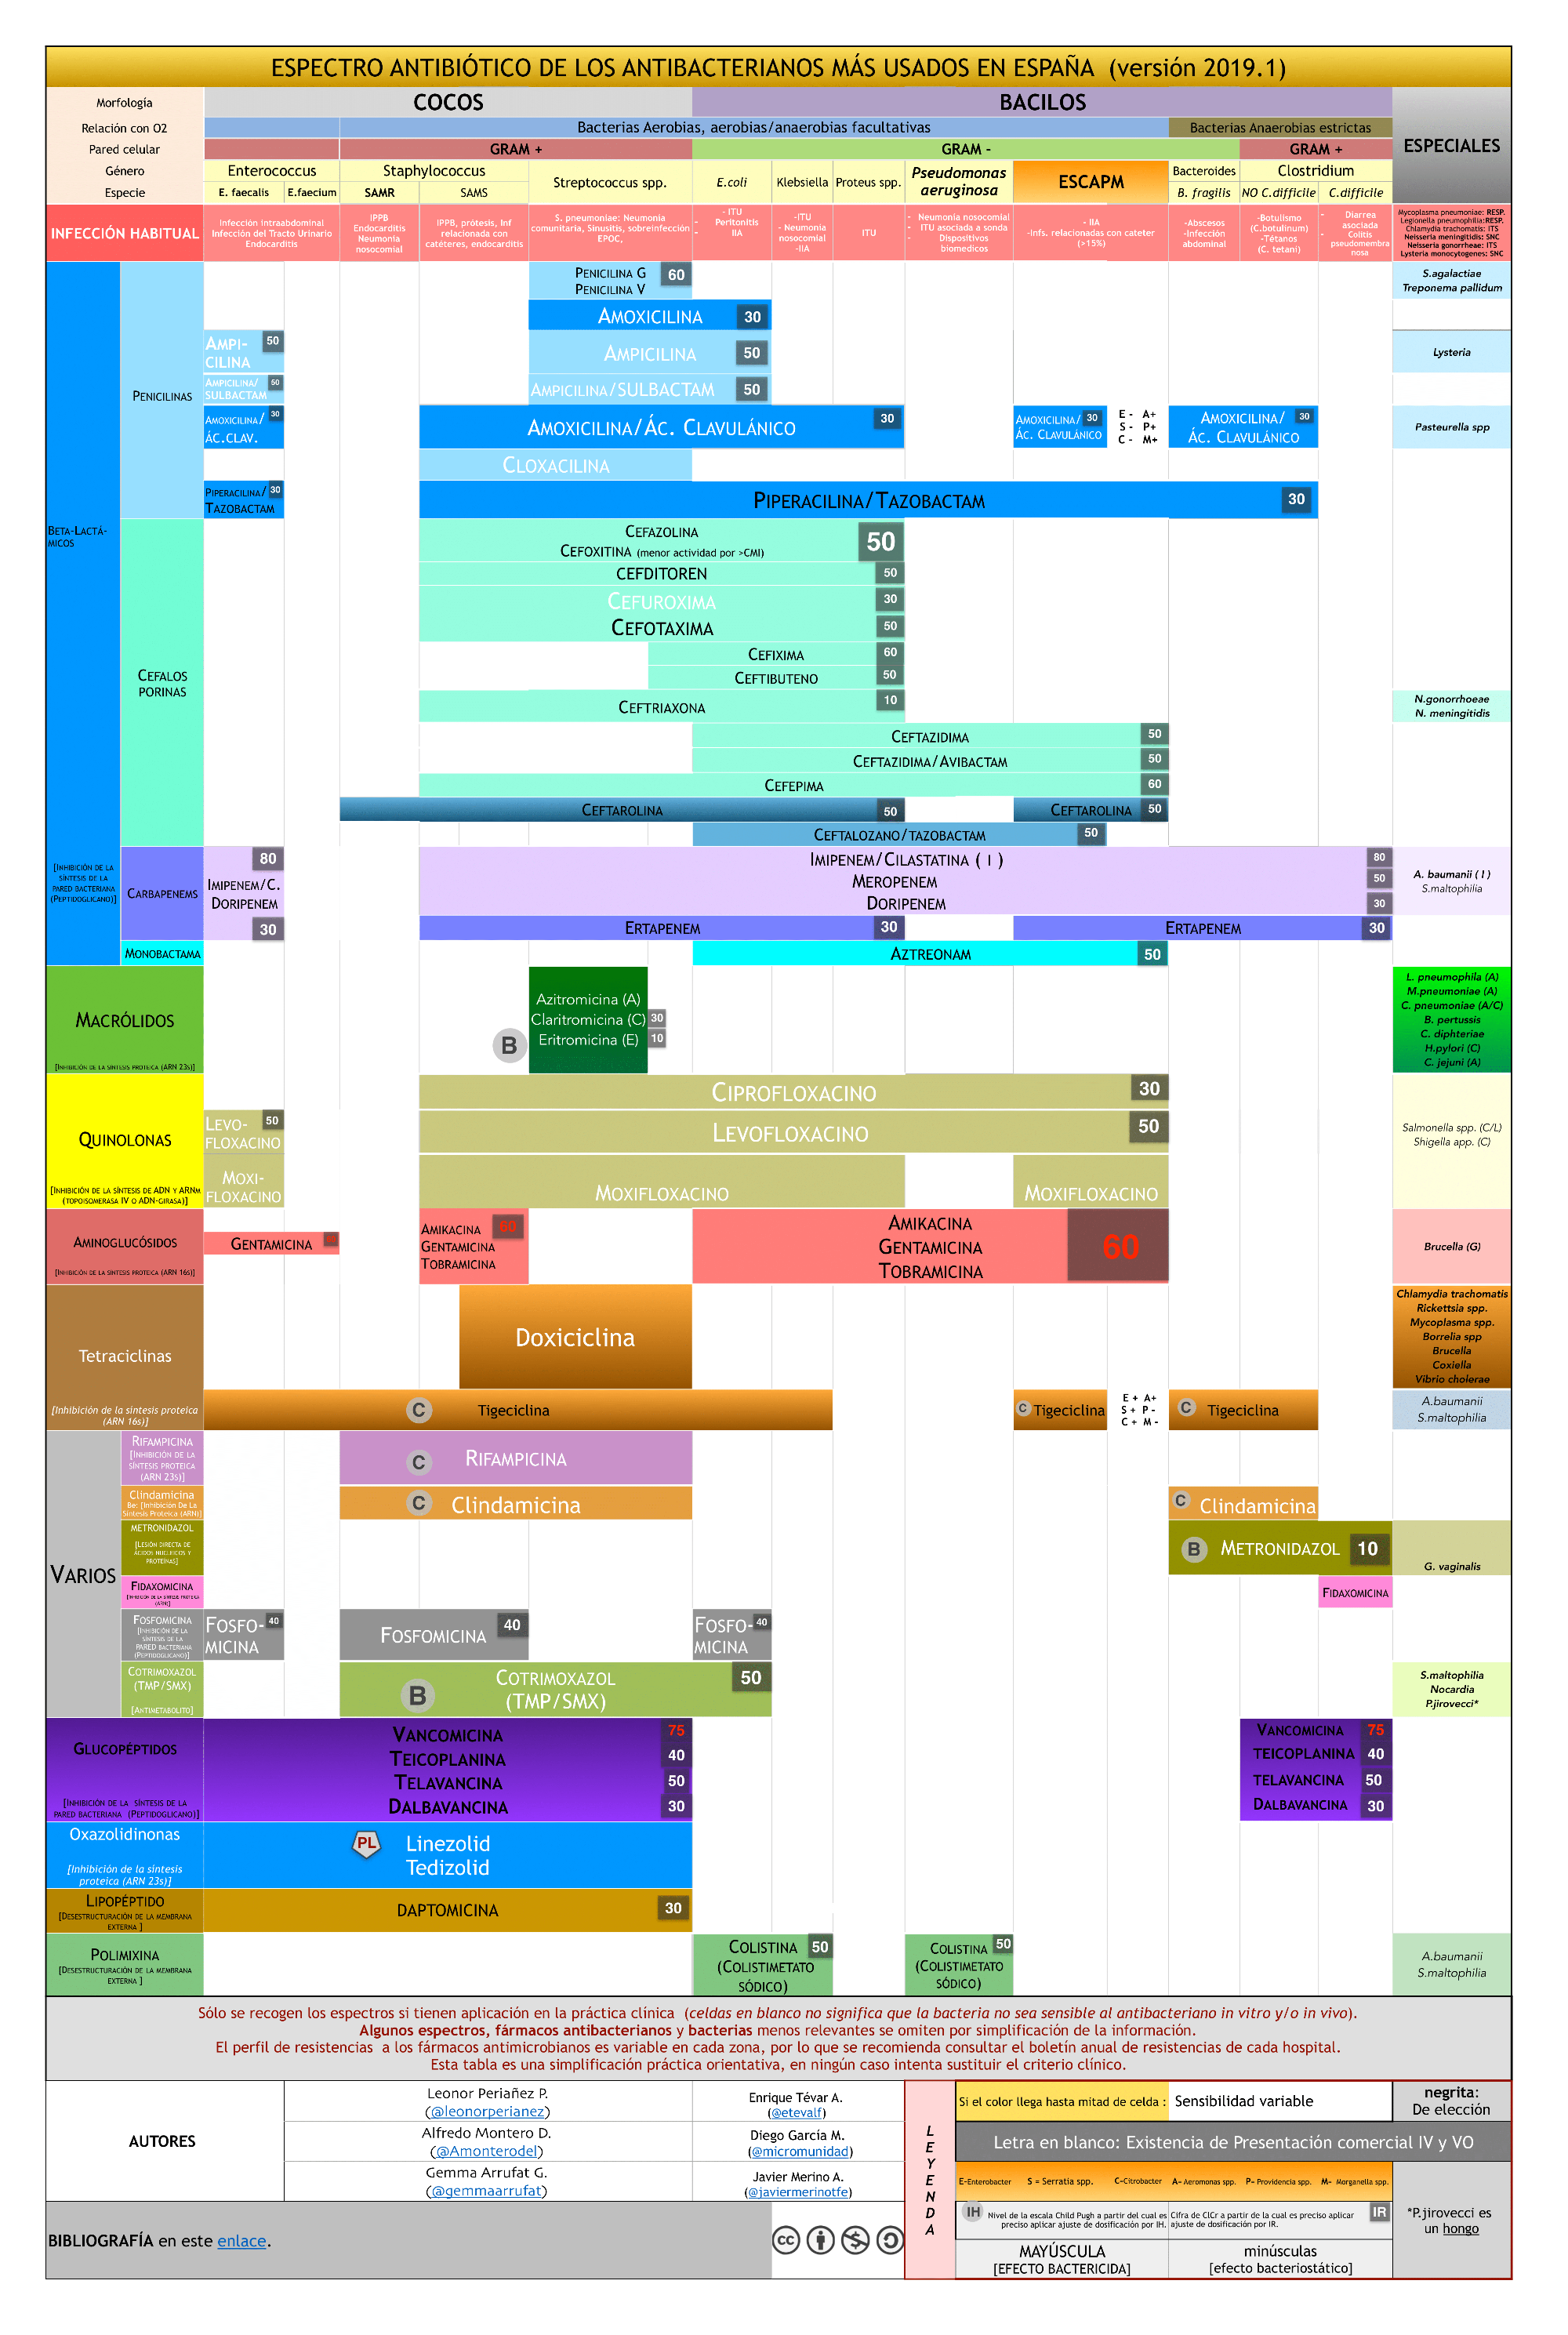 ESPECTRO ANTIBIÓTICO DE LOS ANTIBACTERIANOS MÁS USADOS EN ESPAÑA (versión 2019.1)
Morfología
COCOS
BACILOS
ESPECIALES
Relación con O2
Bacterias Aerobias, aerobias/anaerobias facultativas
Bacterias Anaerobias estrictas
Pared celular
GRAM +
GRAM -
GRAM +
Género
Enterococcus
Staphylococcus
Streptococcus spp.
E.coli
Klebsiella
Proteus spp.
Pseudomonas
aeruginosa
ESCAPM
Bacteroides
Clostridium
Especie
E. faecalis
E.faecium
SAMR
SAMS
B. fragilis
NO C.difficile
C.difficile
INFECCIÓN HABITUAL
Infección intraabdominal
Infección del Tracto Urinario
Endocarditis
IPPB
Endocarditis
Neumonia
nosocomial
IPPB, prótesis, Inf
relacionada con
catéteres, endocarditis
S. pneumoniae: Neumonia
comunitaria, Sinusitis, sobreinfección
EPOC,
- ITU
- Peritonitis
- IIA
-ITU
- Neumonia
nosocomial
-IIA
ITU
- Neumonia nosocomial
- ITU asociada a sonda
- Dispositivos
biomedicos
- IIA
-Infs. relacionadas con cateter
(>15%)
-Abscesos
-Infección
abdominal
-Botulismo
(C.botulinum)
-Tétanos
(C. tetani)
- Diarrea
asociada
- Colitis
pseudomembra
nosa
Mycoplasma pneumoniae: RESP.
Legionella pneumophilia:RESP.
Chlamydia trachomatis: ITS
Neisseria meningitidis: SNC
Neisseria gonorrheae: ITS
Lysteria monocytogenes: SNC
BETA-LACTÁ-
MICOS
[INHIBICIÓN DE LA
SÍNTESIS DE LA
PARED BACTERIANA
(PEPTIDOGLICANO)]
PENICILINAS
PENICILINA G
PENICILINA V
60
S.agalactiae
Treponema pallidum
AMOXICILINA 30
AMPI-
CILINA
50
AMPICILINA 50
Lysteria
AMPICILINA/
SULBACTAM
50
AMPICILINA/SULBACTAM 50
AMOXICILINA/
ÁC.CLAV.
30
AMOXICILINA/ÁC. CLAVULÁNICO 30
AMOXICILINA/
ÁC. CLAVULÁNICO
30
E - A+
S - P+
C - M+
AMOXICILINA/
ÁC. CLAVULÁNICO
30
Pasteurella spp
CLOXACILINA
PIPERACILINA/
TAZOBACTAM
30
PIPERACILINA/TAZOBACTAM 30
CEFALOS
PORINAS
CEFAZOLINA
CEFOXITINA (menor actividad por >CMI)
50
CEFDITOREN 50
CEFUROXIMA 30
CEFOTAXIMA 50
CEFIXIMA 60
CEFTIBUTENO 50
CEFTRIAXONA 10
N.gonorrhoeae
N. meningitidis
CEFTAZIDIMA 50
CEFTAZIDIMA/AVIBACTAM 50
CEFEPIMA 60
CEFTAROLINA 50
CEFTAROLINA 50
CEFTALOZANO/TAZOBACTAM 50
CARBAPENEMS
80
IMIPENEM/C.
DORIPENEM
30
IMIPENEM/CILASTATINA ( I ) 80
MEROPENEM 50
DORIPENEM 30
A. baumanii ( I )
S.maltophilia
ERTAPENEM 30
ERTAPENEM 30
MONOBACTAMA
AZTREONAM 50
MACRÓLIDOS
[INHIBICIÓN DE LA SÍNTESIS PROTEICA (ARN 23S)]
B
Azitromicina (A)
Claritromicina (C) 30
Eritromicina (E) 10
L. pneumophila (A)
M.pneumoniae (A)
C. pneumoniae (A/C)
B. pertussis
C. diphteriae
H.pylori (C)
C. jejuni (A)
QUINOLONAS
[INHIBICIÓN DE LA SÍNTESIS DE ADN Y ARNM
(TOPOISOMERASA IV O ADN-GIRASA)]
CIPROFLOXACINO 30
LEVO-
FLOXACINO
50
LEVOFLOXACINO 50
Salmonella spp. (C/L)
Shigella app. (C)
MOXI-
FLOXACINO
MOXIFLOXACINO
MOXIFLOXACINO
AMINOGLUCÓSIDOS
[INHIBICIÓN DE LA SÍNTESIS PROTEICA (ARN 16S)]
GENTAMICINA
AMIKACINA
GENTAMICINA
TOBRAMICINA
60
AMIKACINA
GENTAMICINA
TOBRAMICINA
60
Brucella (G)
Tetraciclinas
[Inhibición de la síntesis proteica
(ARN 16s)]
Doxiciclina
Chlamydia trachomatis
Rickettsia spp.
Mycoplasma spp.
Borrelia spp
Brucella
Coxiella
Vibrio cholerae
C Tigeciclina
C Tigeciclina
E + A+
S + P -
C + M -
C Tigeciclina
A.baumanii
S.maltophilia
VARIOS
RIFAMPICINA
[INHIBICIÓN DE LA
SÍNTESIS PROTEICA
(ARN 23S)]
C RIFAMPICINA
Clindamicina
Be: [Inhibición De La
Síntesis Proteica (ARN)]
C Clindamicina
C Clindamicina
METRONIDAZOL
[LESIÓN DIRECTA DE
ÁCIDOS NUCLEICOS Y
PROTEINAS]
B METRONIDAZOL 10
G. vaginalis
FIDAXOMICINA
FIDAXOMICINA
FOSFOMICINA
[INHIBICIÓN DE LA
SÍNTESIS DE LA
PARED BACTERIANA
(PEPTIDOGLICANO)]
FOSFO-
MICINA
40
FOSFOMICINA 40
FOSFO-
MICINA
40
COTRIMOXAZOL
(TMP/SMX)
[ANTIMETABOLITO]
B
COTRIMOXAZOL
(TMP/SMX)
50
S.maltophilia
Nocardia
P.jirovecci*
GLUCOPÉPTIDOS
[INHIBICIÓN DE LA SÍNTESIS DE LA
PARED BACTERIANA (PEPTIDOGLICANO)]
VANCOMICINA 75
TEICOPLANINA 40
TELAVANCINA 50
DALBAVANCINA 30
VANCOMICINA 75
TEICOPLANINA 40
TELAVANCINA 50
DALBAVANCINA 30
Oxazolidinonas
[Inhibición de la síntesis
proteica (ARN 23s)]
PL
Linezolid
Tedizolid
LIPOPÉPTIDO
[DESESTRUCTURACIÓN DE LA MEMBRANA
EXTERNA ]
DAPTOMICINA 30
POLIMIXINA
[DESESTRUCTURACIÓN DE LA MEMBRANA
EXTERNA ]
COLISTINA
(COLISTIMETATO
SÓDICO)
50
COLISTINA
(COLISTIMETATO
SÓDICO)
50
A.baumanii
S.maltophilia
Sólo se recogen los espectros si tienen aplicación en la práctica clínica (celdas en blanco no significa que la bacteria no sea sensible al antibacteriano in vitro y/o in vivo).
Algunos espectros, fármacos antibacterianos y bacterias menos relevantes se omiten por simplificación de la información.
El perfil de resistencias a los fármacos antimicrobianos es variable en cada zona, por lo que se recomienda consultar el boletín anual de resistencias de cada hospital.
Esta tabla es una simplificación práctica orientativa, en ningún caso intenta sustituir el criterio clínico.
AUTORES
Leonor Periañez P.
(@leonorperianez)
Enrique Tévar A.
(@etevalf)
Alfredo Montero D.
(@Amonterodel)
Diego García M.
(@micromunidad)
Gemma Arrufat G.
(@gemmaarrufat)
Javier Merino A.
(@javiermerinotfe)
BIBLIOGRAFÍA en este enlace.
cc
LEYENDA
Si el color llega hasta mitad de celda :
Sensibilidad variable
negrita:
De elección
Letra en blanco: Existencia de Presentación comercial IV y VO
E-Enterobacter S = Serratia spp. C-Citrobacter A- Aeromonas spp. P- Providencia spp. M- Morganella spp.
IH
Nivel de la escala Child Pugh a partir del cual es
preciso aplicar ajuste de dosificación por IH.
Cifra de ClCr a partir de la cual es preciso aplicar
ajuste de dosificación por IR.
IR
*P.jirovecci es
un hongo
MAYÚSCULA
[EFECTO BACTERICIDA]
minúsculas
[efecto bacteriostático]